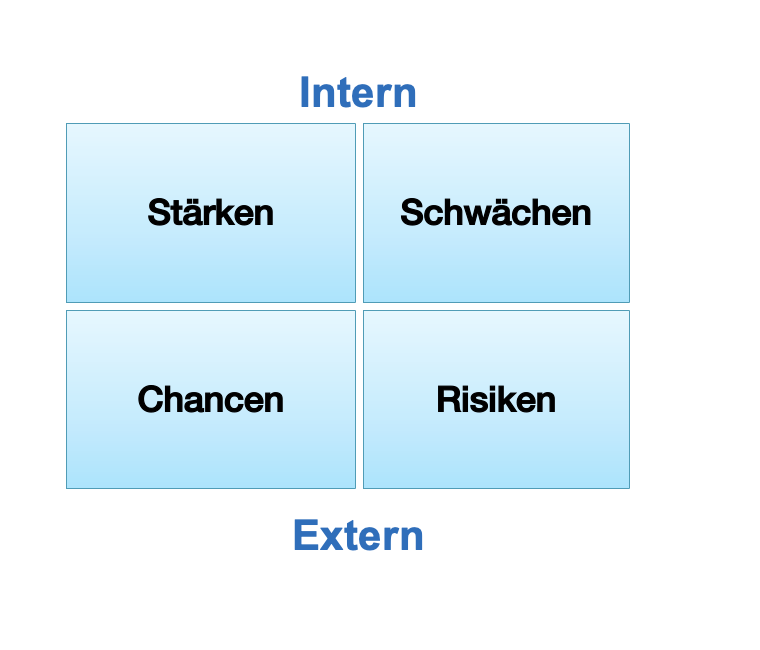 Intern
Stärken
Schwächen
Chancen
Risiken
Extern